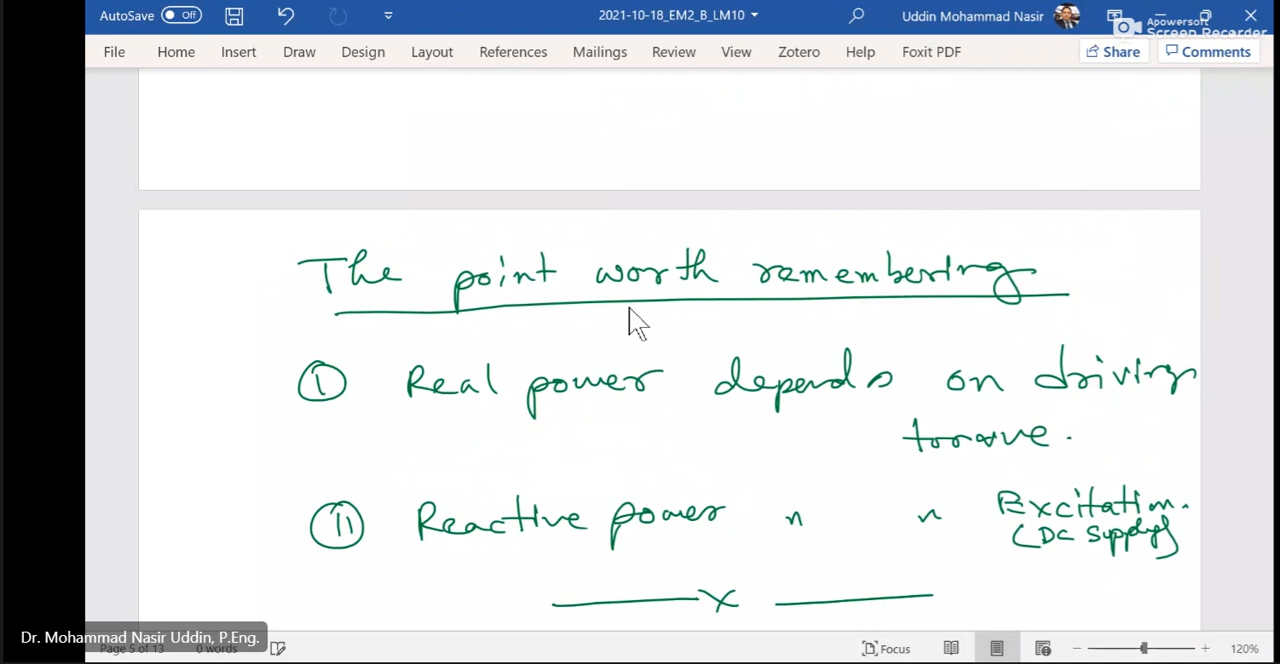 AutoSave Off 2021-10-18_EM2_B_LM10 Uddin Mohammad Nasir
Apowersoft
Screen Recorder
File Home Insert Draw Design Layout References Mailings Review View Zotero Help Foxit PDF Share Comments
The point worth remembering
① Real power depends on driving
torque.
② Reactive power " " Excitation.
(DC supply)
x
Dr. Mohammad Nasir Uddin, P.Eng.
Page 5 of 13 0 words Focus 120%